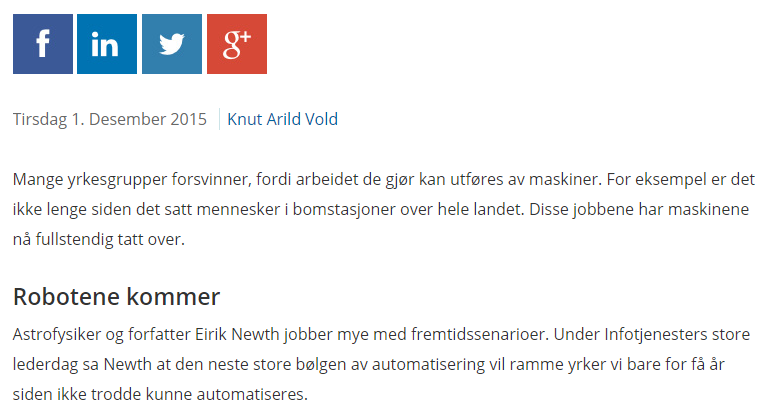 f in g+
Tirsdag 1. Desember 2015 Knut Arild Vold
Mange yrkesgrupper forsvinner, fordi arbeidet de gjør kan utføres av maskiner. For eksempel er det
ikke lenge siden det satt mennesker i bomstasjoner over hele landet. Disse jobbene har maskinene
nå fullstendig tatt over.
Robotene kommer
Astrofysiker og forfatter Eirik Newth jobber mye med fremtidssenarioer. Under Infotjenesters store
lederdag sa Newth at den neste store bølgen av automatisering vil ramme yrker vi bare for få år
siden ikke trodde kunne automatiseres.